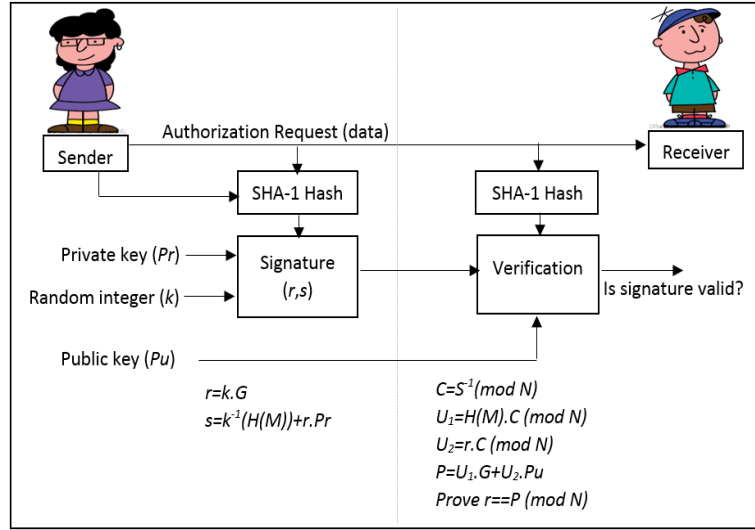 Authorization Request (data)
Sender
Receiver
SHA-1 Hash
SHA-1 Hash
Private key (Pr)
Signature
(r,s)
Verification
Random integer (k)
Is signature valid?
Public key (Pu)
r=k.G
s=k⁻¹(H(M))+r.Pr
C=S⁻¹(mod N)
U₁=H(M).C (mod N)
U₂=r.C (mod N)
P=U₁.G+U₂.Pu
Prove r==P (mod N)